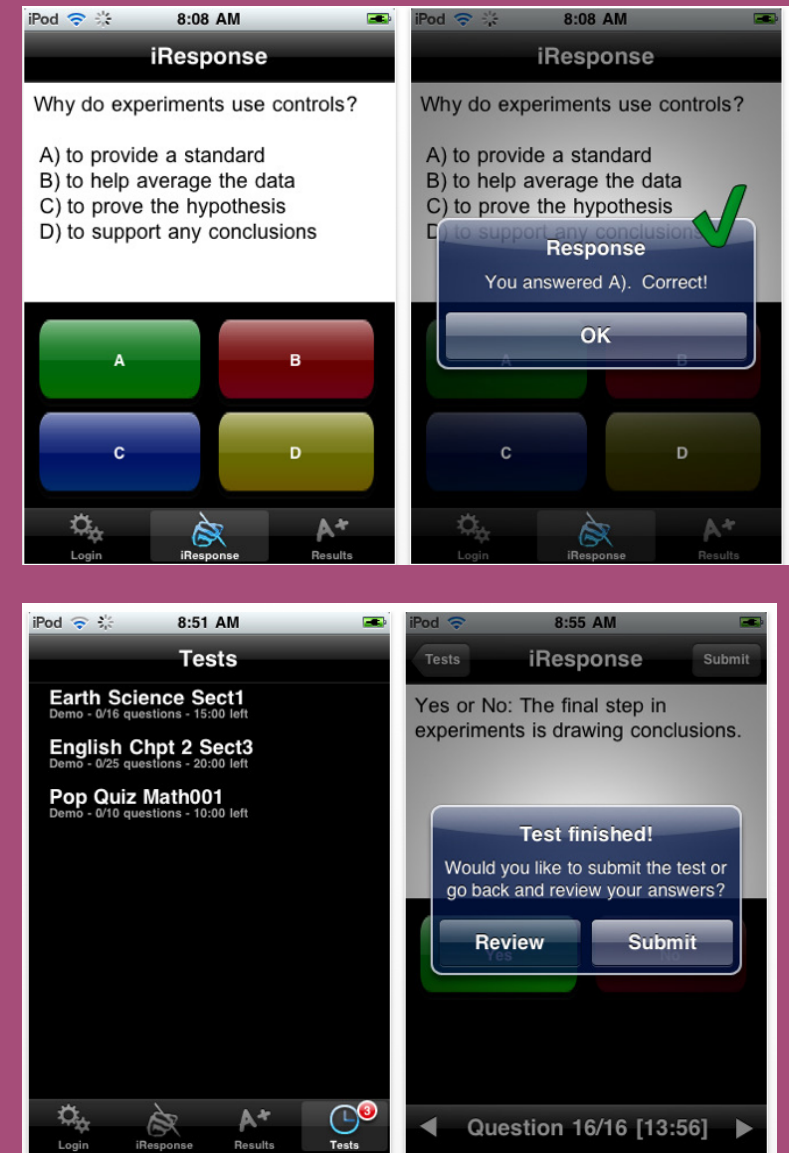 iPod 8:08 AM
iResponse
Why do experiments use controls?
A) to provide a standard
B) to help average the data
C) to prove the hypothesis
D) to support any conclusions
A
B
C
D
Login
iResponse
A+
Results
iPod 8:08 AM
iResponse
Why do experiments use controls?
A) to provide a standard
B) to help average the data
C) to prove the hypothesis
D) to support any conclusions
Response
You answered A). Correct!
OK
A
B
C
D
Login
iResponse
A+
Results
iPod 8:51 AM
Tests
Earth Science Sect1
Demo - 0/16 questions - 15:00 left
English Chpt 2 Sect3
Demo - 0/25 questions - 20:00 left
Pop Quiz Math001
Demo - 0/10 questions - 10:00 left
Login
iResponse
A+
Results
3
Tests
iPod 8:55 AM
Tests
iResponse
Submit
Yes or No: The final step in
experiments is drawing conclusions.
Test finished!
Would you like to submit the test or
go back and review your answers?
Review
Submit
Yes
No
Question 16/16 [13:56]